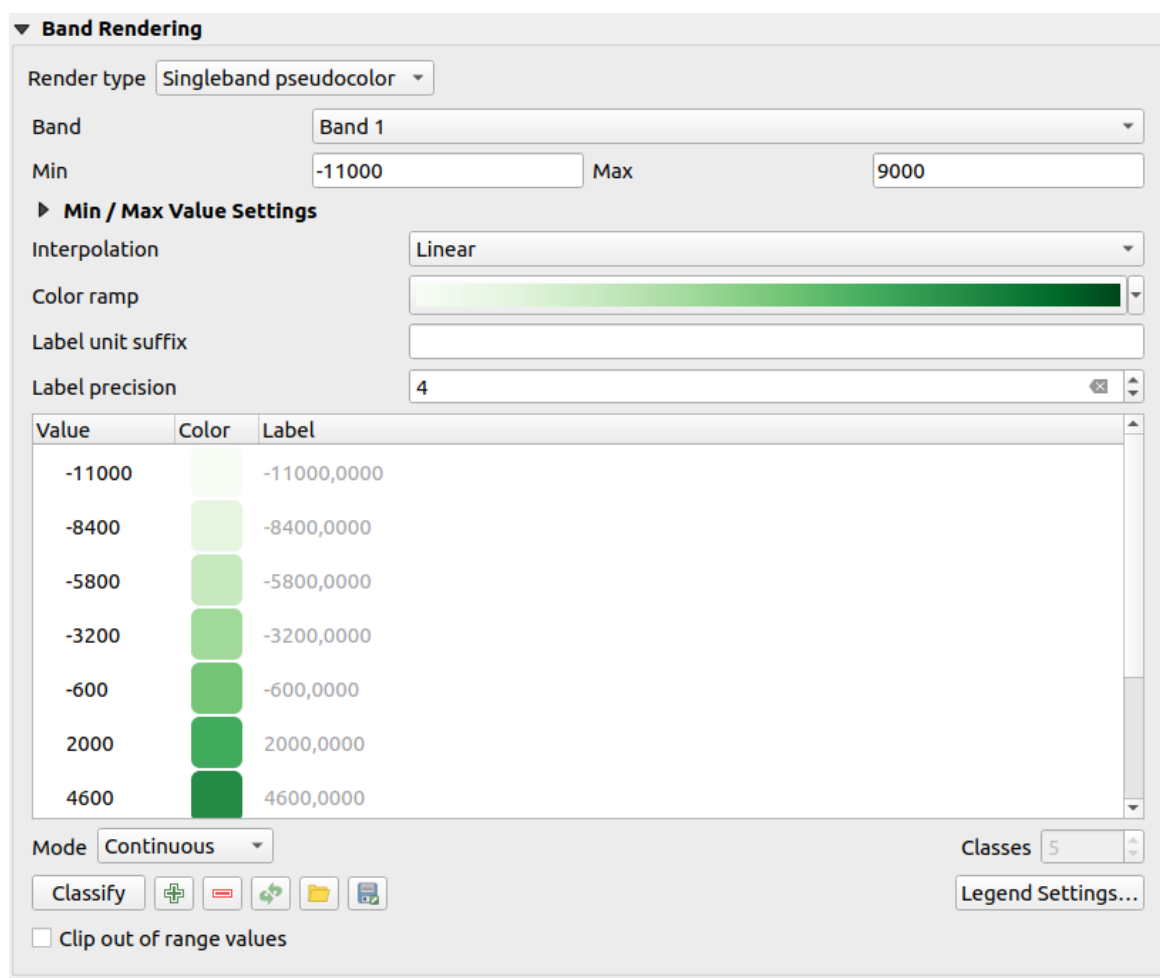 Band Rendering
Render type Singleband pseudocolor
Band Band 1
Min -11000 Max 9000
Min / Max Value Settings
Interpolation Linear
Color ramp
Label unit suffix
Label precision 4
Value Color Label
-11000 -11000,0000
-8400 -8400,0000
-5800 -5800,0000
-3200 -3200,0000
-600 -600,0000
2000 2000,0000
4600 4600,0000
Mode Continuous Classes 5
Classify Legend Settings...
Clip out of range values